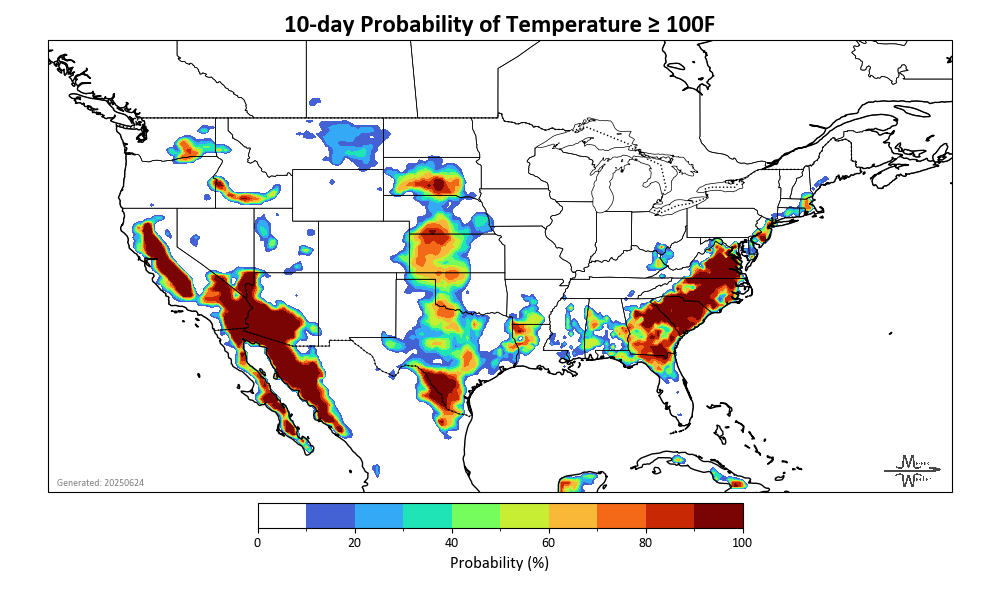 10-day Probability of Temperature ≥ 100F
Generated: 20250624
0 20 40 60 80 100
Probability (%)